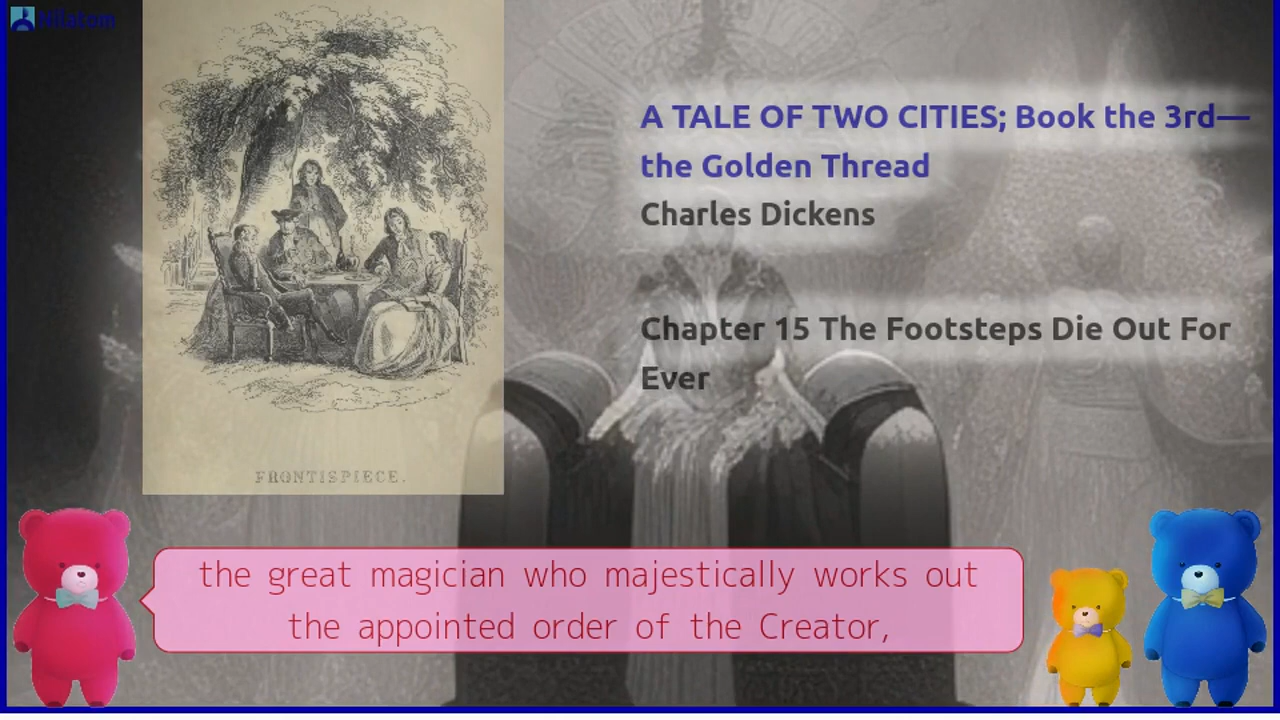 Nilatom
A TALE OF TWO CITIES; Book the 3rd—
the Golden Thread
Charles Dickens
Chapter 15 The Footsteps Die Out For
Ever
FRONTISPIECE.
the great magician who majestically works out
the appointed order of the Creator,